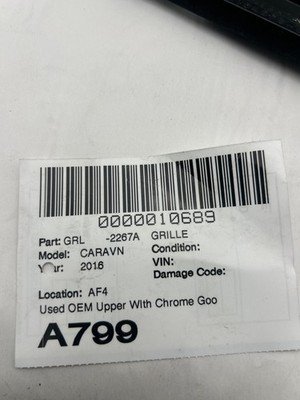 0000010689
Part: GRL -2267A GRILLE
Model: CARAVN Condition:
Year: 2016 VIN:
Damage Code:
Location: AF4
Used OEM Upper With Chrome Goo
A799